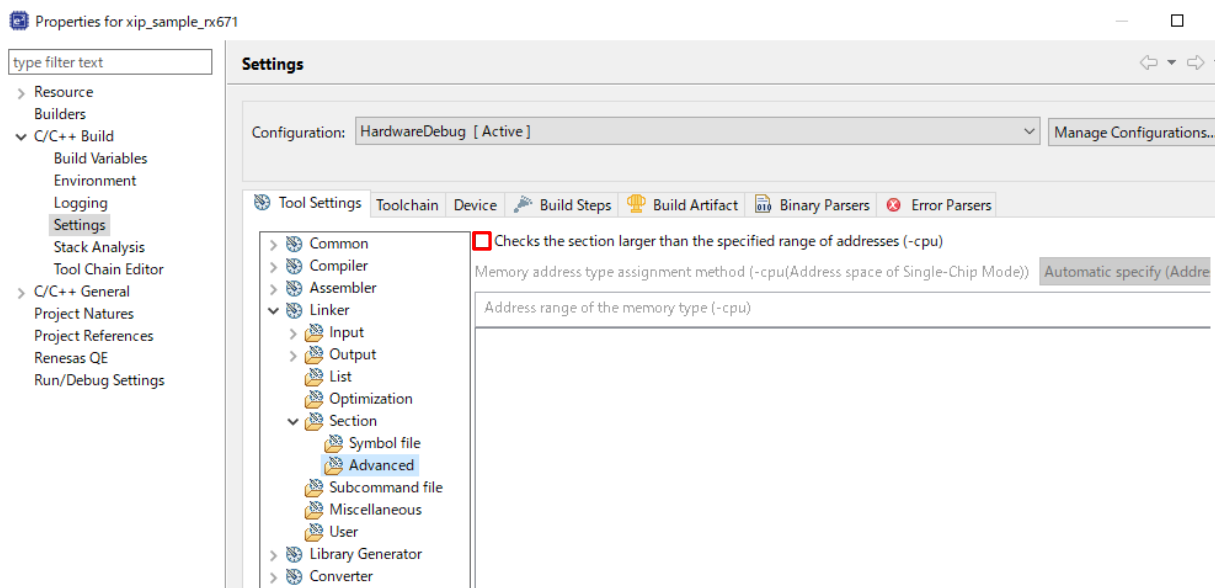 Properties for xip_sample_rx671
type filter text
Settings
Resource
Builders
C/C++ Build
Build Variables
Environment
Logging
Settings
Stack Analysis
Tool Chain Editor
C/C++ General
Project Natures
Project References
Renesas QE
Run/Debug Settings
Configuration: HardwareDebug [ Active ] Manage Configurations...
Tool Settings Toolchain Device Build Steps Build Artifact Binary Parsers Error Parsers
Common
Compiler
Assembler
Linker
Input
Output
List
Optimization
Section
Symbol file
Advanced
Subcommand file
Miscellaneous
User
Library Generator
Converter
Checks the section larger than the specified range of addresses (-cpu)
Memory address type assignment method (-cpu(Address space of Single-Chip Mode)) Automatic specify (Addre
Address range of the memory type (-cpu)